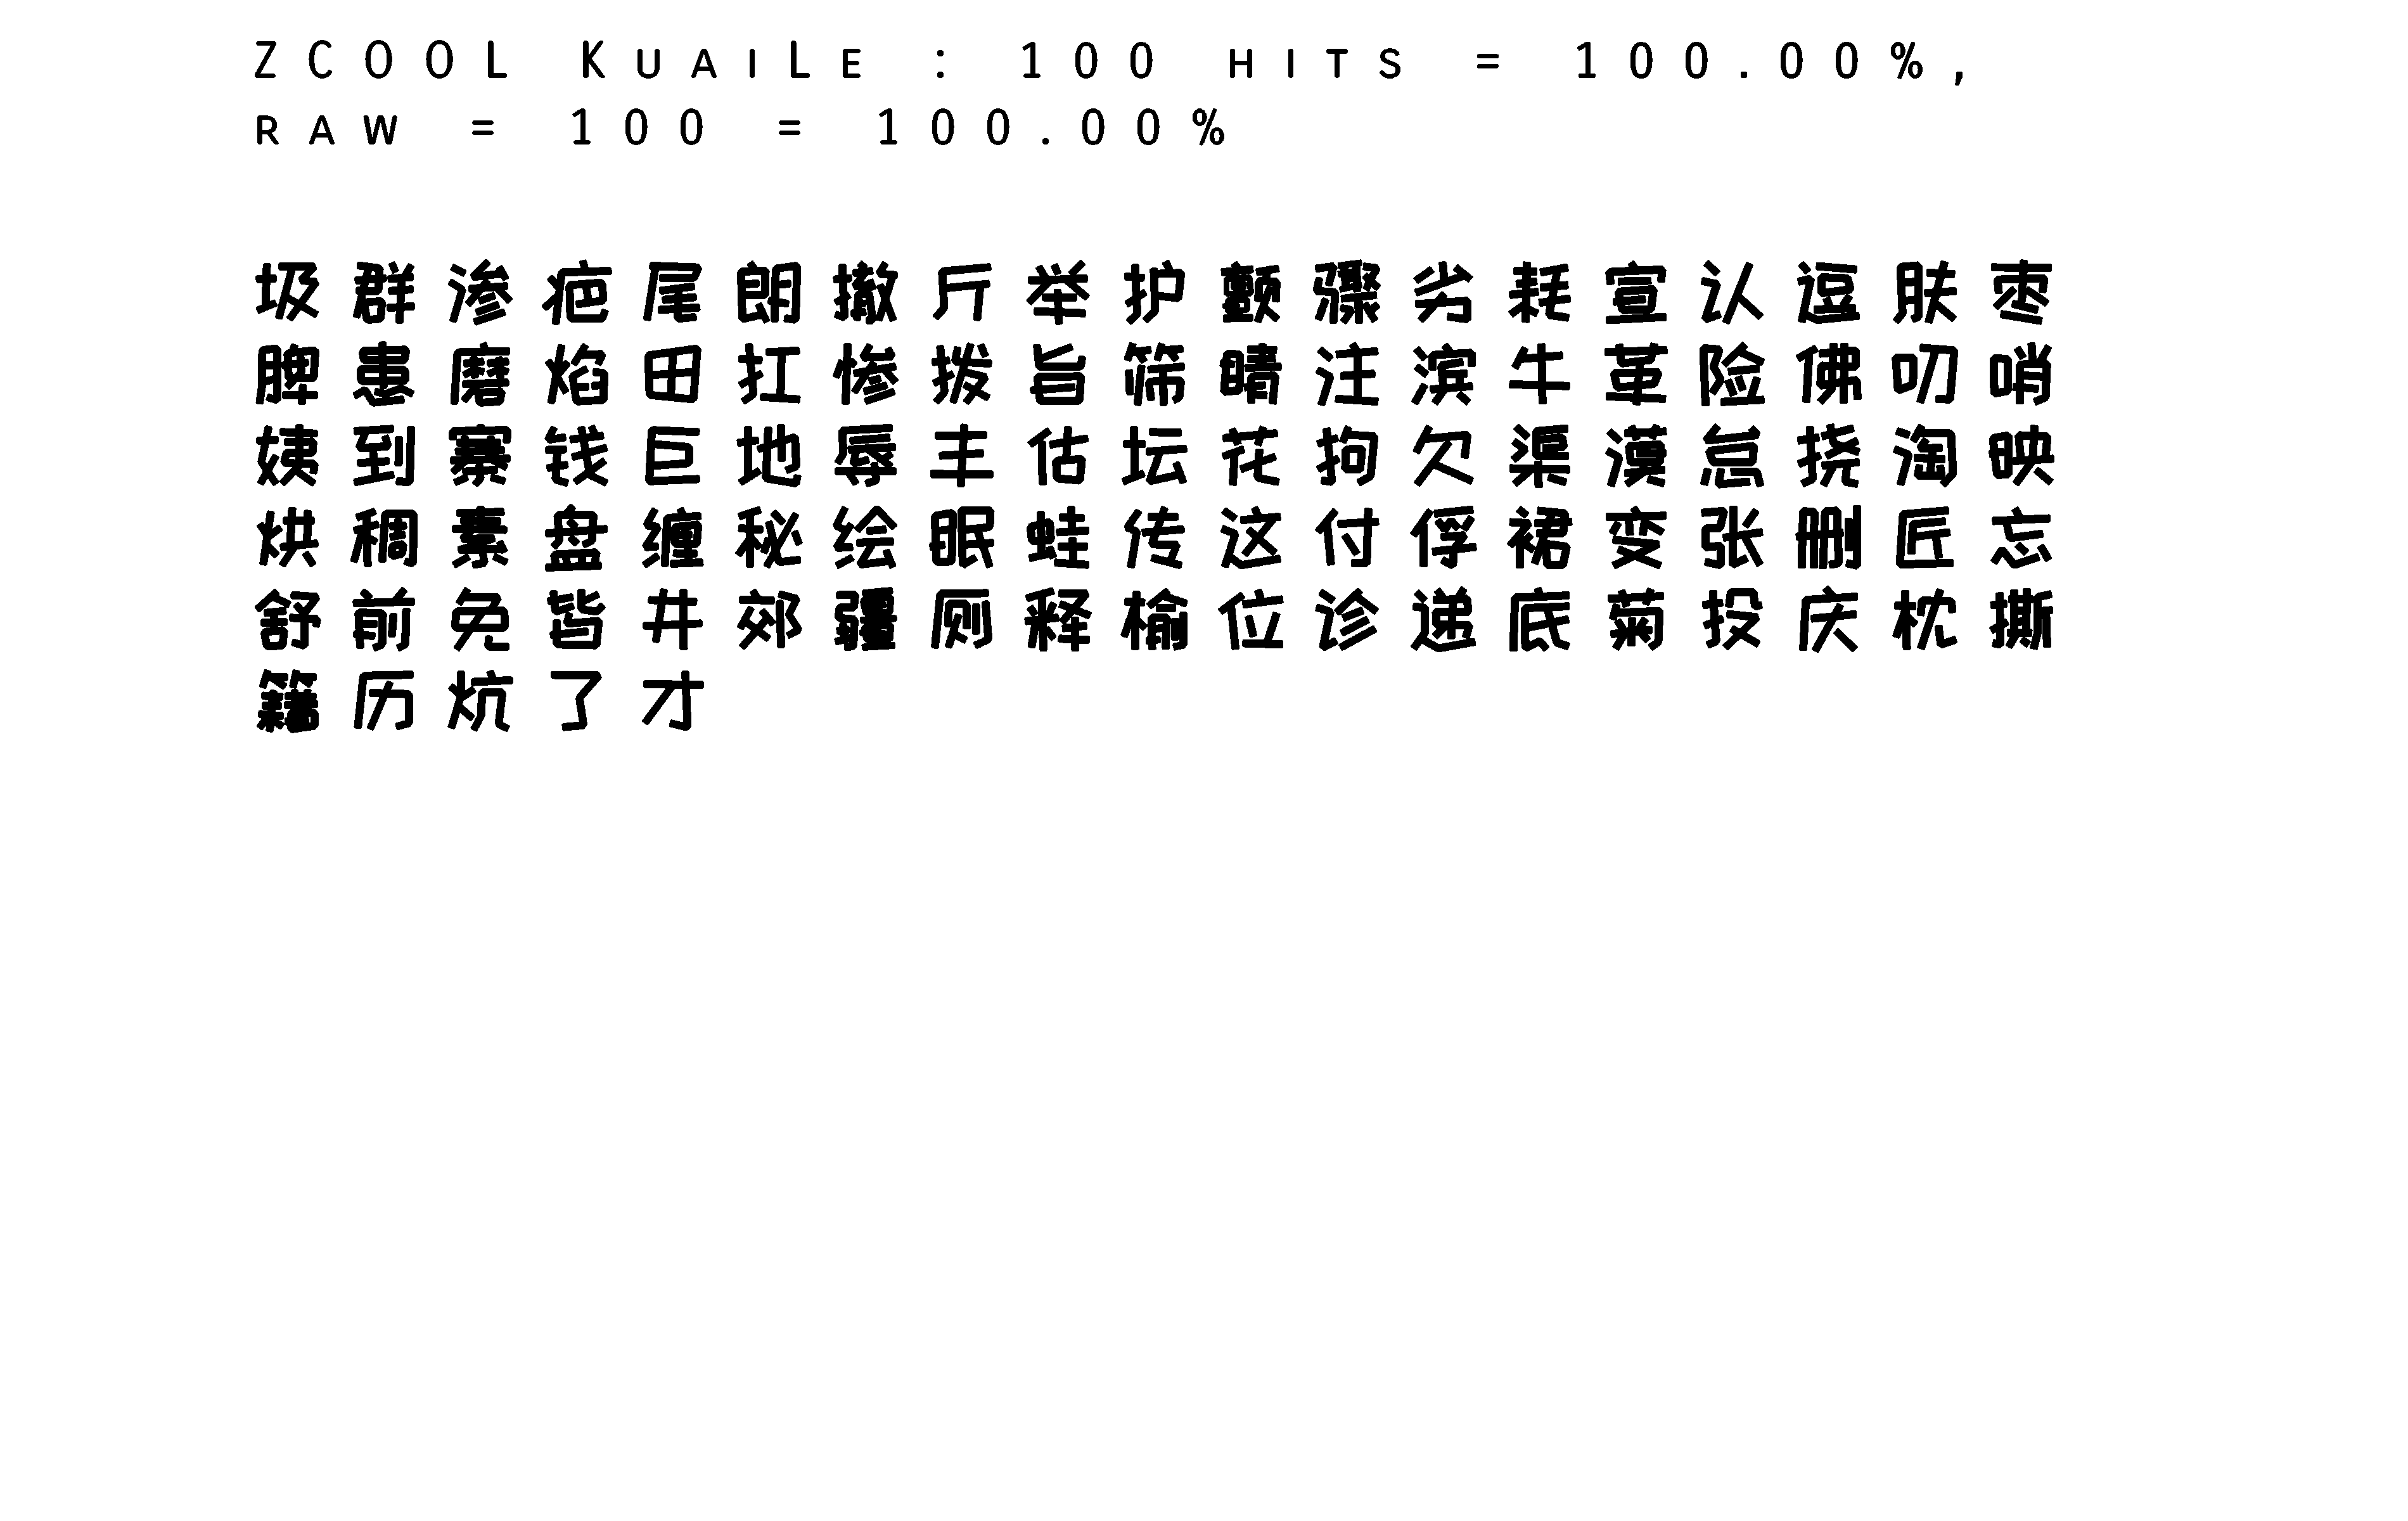 ZCOOL KuaiLe : 100 hits = 100.00%,
raw = 100 = 100.00%
圾群渗疤尾朗撤斤举护颤骤劣耗宣认逗肤枣
脾患磨焰田扛惨拨旨筛睛注滨牛革险佛叨哨
姨到寨钱巨地辱丰估坛花拘欠渠漠怠挠淘映
烘稠素盘缠秘绘眠蛙传这付俘裙变张删匠忘
舒前免皆井郊疆厕释榆位诊递底菊投庆枕撕
籍历炕了才